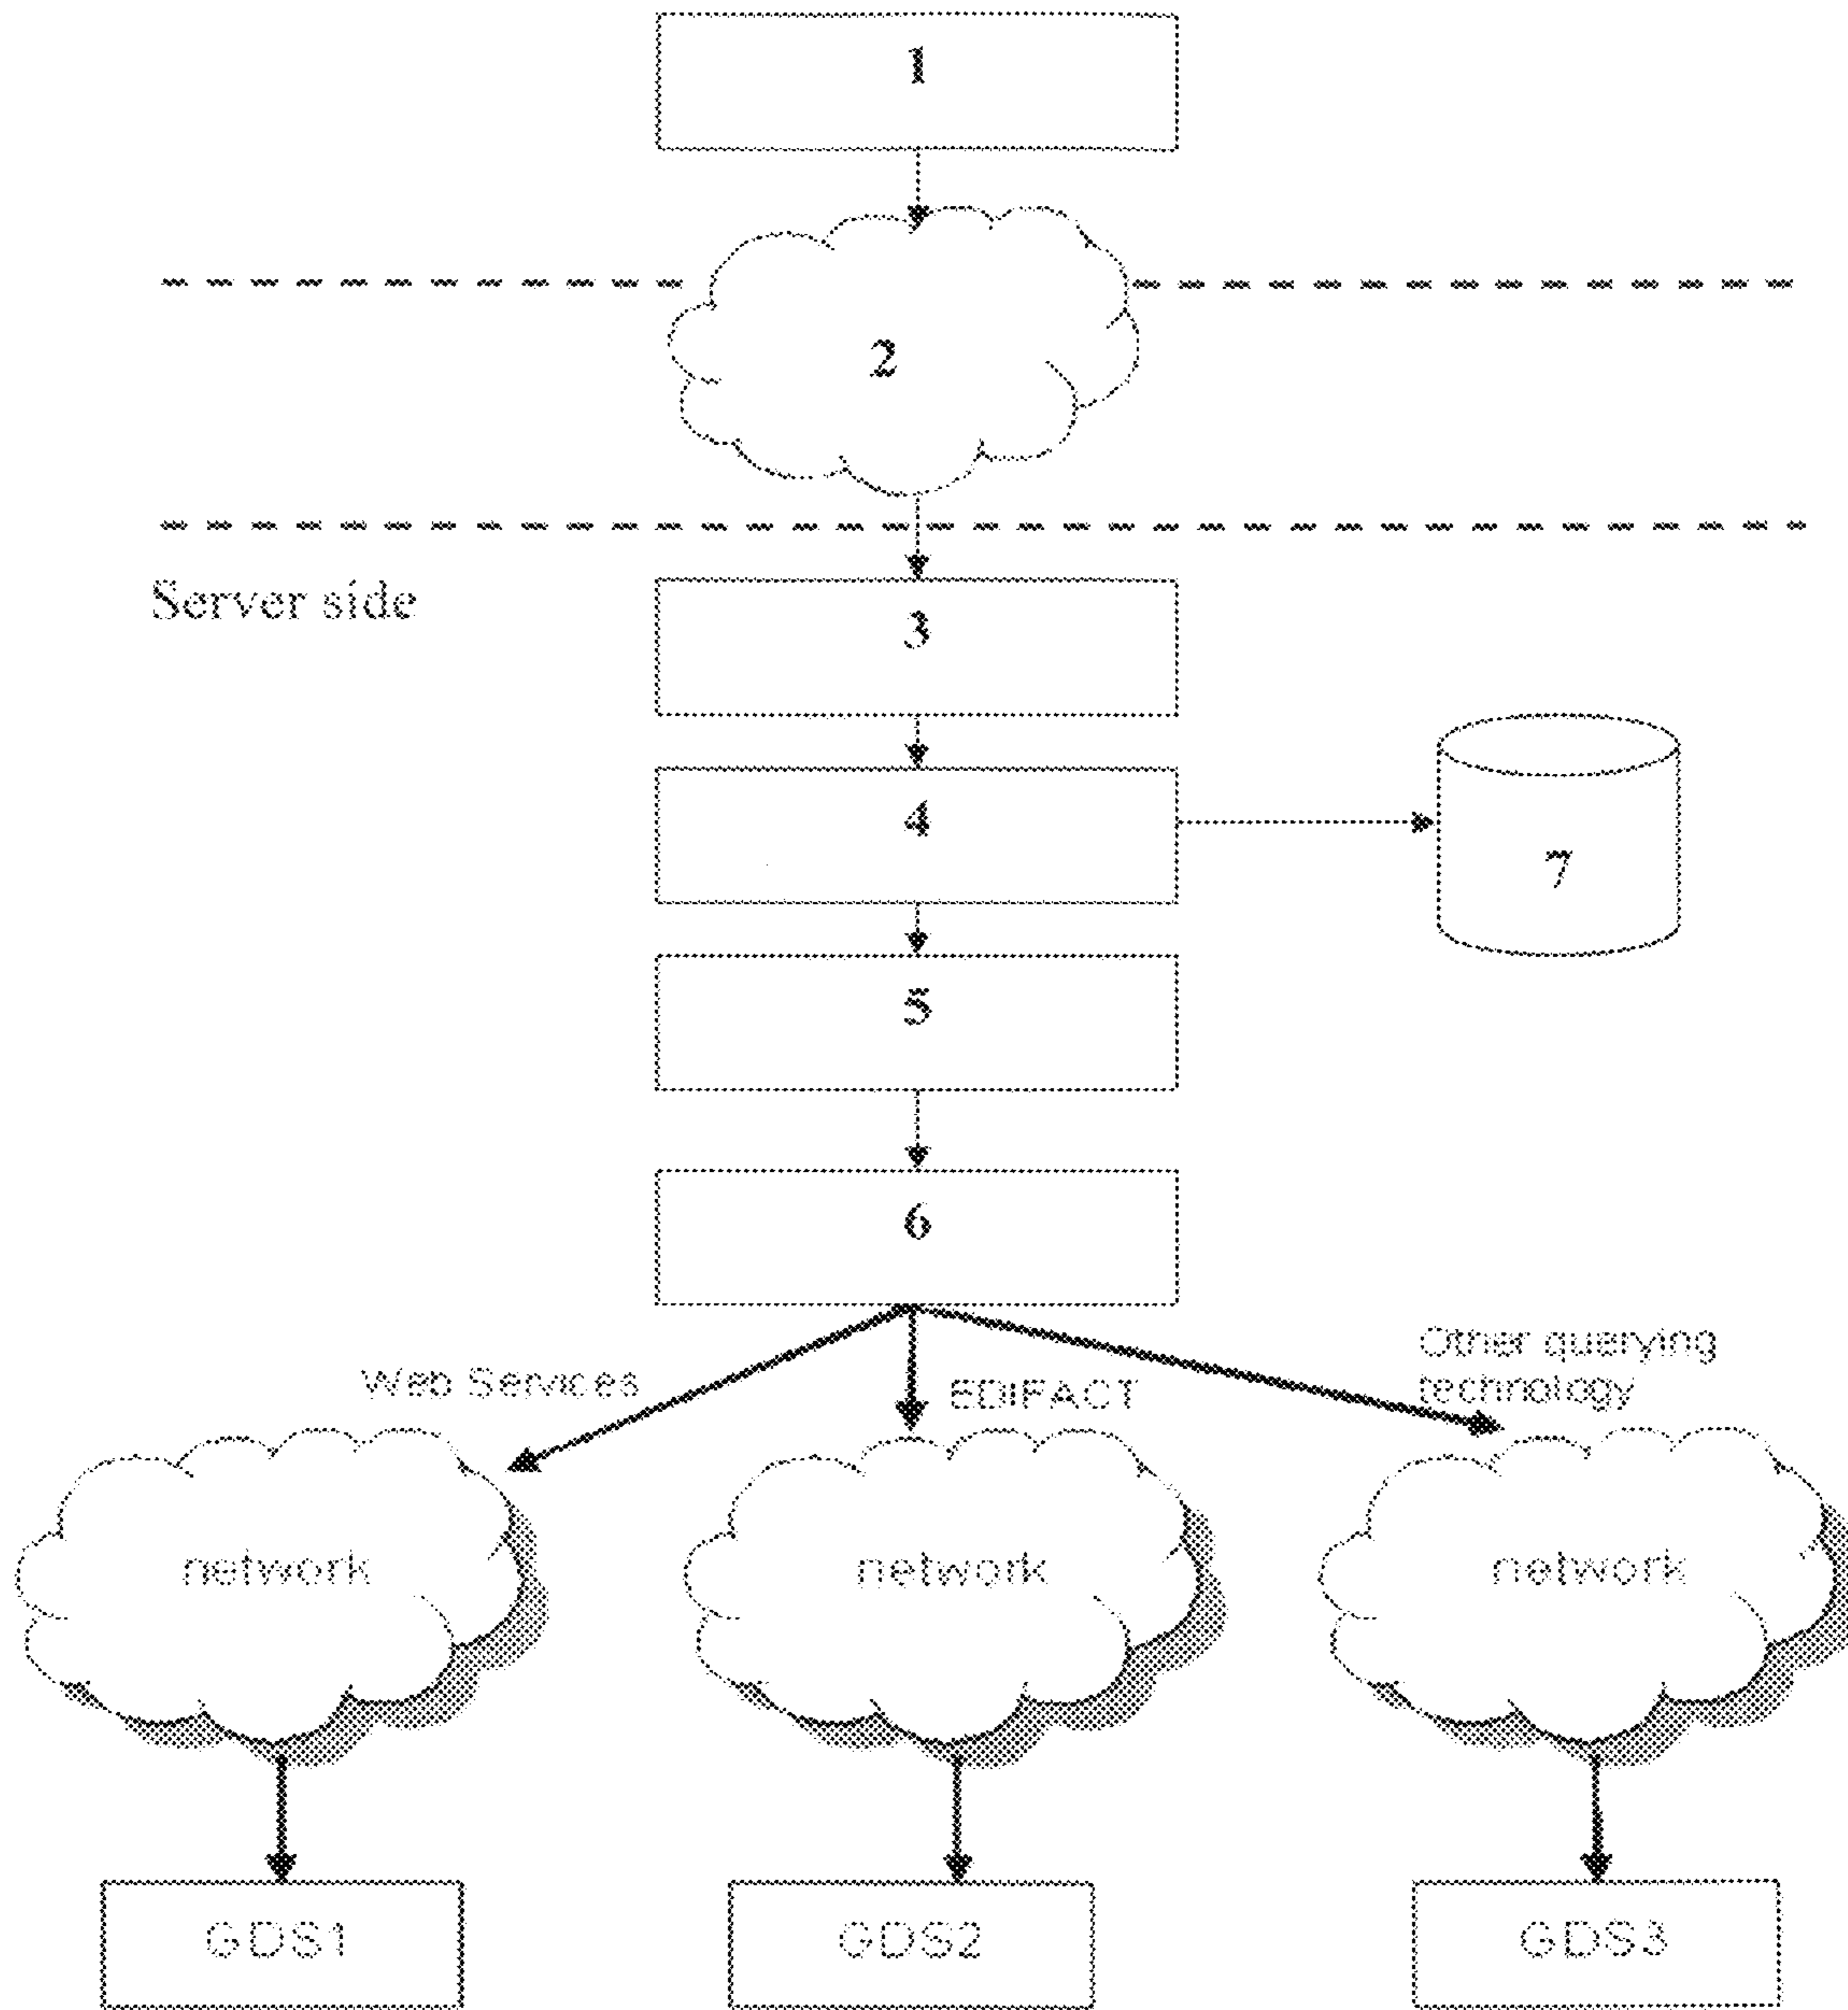 1
2
Server side
3
4
7
5
6
Web Services
EDIFACT
Other querying
technology
network
network
network
GDS1
GDS2
GDS3